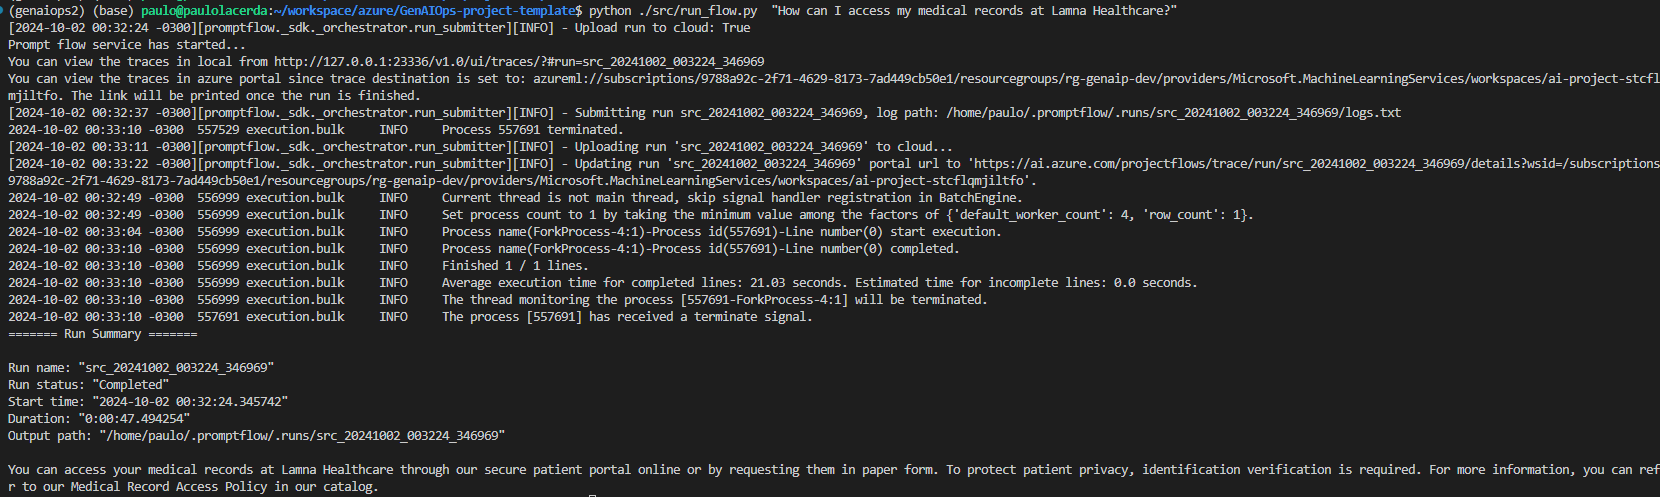 (genaiops2) (base) paulo@paulolacerda:~/workspace/azure/GenAIOps-project-template$ python ./src/run_flow.py  "How can I access my medical records at Lamna Healthcare?"
[2024-10-02 00:32:24 -0300][promptflow._sdk._orchestrator.run_submitter][INFO] - Upload run to cloud: True
Prompt flow service has started...
You can view the traces in local from http://127.0.0.1:23336/v1.0/ui/traces/?#run=src_20241002_003224_346969
You can view the traces in azure portal since trace destination is set to: azureml://subscriptions/9788a92c-2f71-4629-8173-7ad449cb50e1/resourcegroups/rg-genaip-dev/providers/Microsoft.MachineLearningServices/workspaces/ai-project-stcfl
mjiltfo. The link will be printed once the run is finished.
[2024-10-02 00:32:37 -0300][promptflow._sdk._orchestrator.run_submitter][INFO] - Submitting run src_20241002_003224_346969, log path: /home/paulo/.promptflow/.runs/src_20241002_003224_346969/logs.txt
2024-10-02 00:33:10 -0300  557529 execution.bulk     INFO     Process 557691 terminated.
[2024-10-02 00:33:11 -0300][promptflow._sdk._orchestrator.run_submitter][INFO] - Uploading run 'src_20241002_003224_346969' to cloud...
[2024-10-02 00:33:22 -0300][promptflow._sdk._orchestrator.run_submitter][INFO] - Updating run 'src_20241002_003224_346969' portal url to 'https://ai.azure.com/projectflows/trace/run/src_20241002_003224_346969/details?wsid=/subscriptions
9788a92c-2f71-4629-8173-7ad449cb50e1/resourcegroups/rg-genaip-dev/providers/Microsoft.MachineLearningServices/workspaces/ai-project-stcflqmjiltfo'.
2024-10-02 00:32:49 -0300  556999 execution.bulk     INFO     Current thread is not main thread, skip signal handler registration in BatchEngine.
2024-10-02 00:32:49 -0300  556999 execution.bulk     INFO     Set process count to 1 by taking the minimum value among the factors of {'default_worker_count': 4, 'row_count': 1}.
2024-10-02 00:33:04 -0300  556999 execution.bulk     INFO     Process name(ForkProcess-4:1)-Process id(557691)-Line number(0) start execution.
2024-10-02 00:33:10 -0300  556999 execution.bulk     INFO     Process name(ForkProcess-4:1)-Process id(557691)-Line number(0) completed.
2024-10-02 00:33:10 -0300  556999 execution.bulk     INFO     Finished 1 / 1 lines.
2024-10-02 00:33:10 -0300  556999 execution.bulk     INFO     Average execution time for completed lines: 21.03 seconds. Estimated time for incomplete lines: 0.0 seconds.
2024-10-02 00:33:10 -0300  556999 execution.bulk     INFO     The thread monitoring the process [557691-ForkProcess-4:1] will be terminated.
2024-10-02 00:33:10 -0300  557691 execution.bulk     INFO     The process [557691] has received a terminate signal.
======= Run Summary =======
Run name: "src_20241002_003224_346969"
Run status: "Completed"
Start time: "2024-10-02 00:32:24.345742"
Duration: "0:00:47.494254"
Output path: "/home/paulo/.promptflow/.runs/src_20241002_003224_346969"
You can access your medical records at Lamna Healthcare through our secure patient portal online or by requesting them in paper form. To protect patient privacy, identification verification is required. For more information, you can ref
r to our Medical Record Access Policy in our catalog.